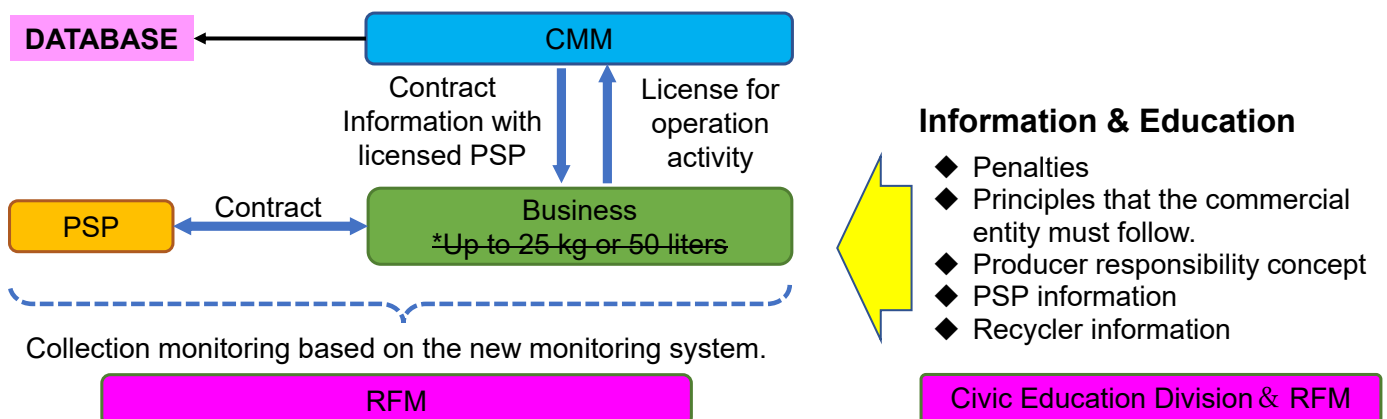 DATABASE
CMM
Contract
Information with
licensed PSP
License for
operation
activity
PSP
Contract
Business
*Up to 25 kg or 50 liters
Collection monitoring based on the new monitoring system.
RFM
Information & Education
◆ Penalties
◆ Principles that the commercial
entity must follow.
◆ Producer responsibility concept
◆ PSP information
◆ Recycler information
Civic Education Division & RFM